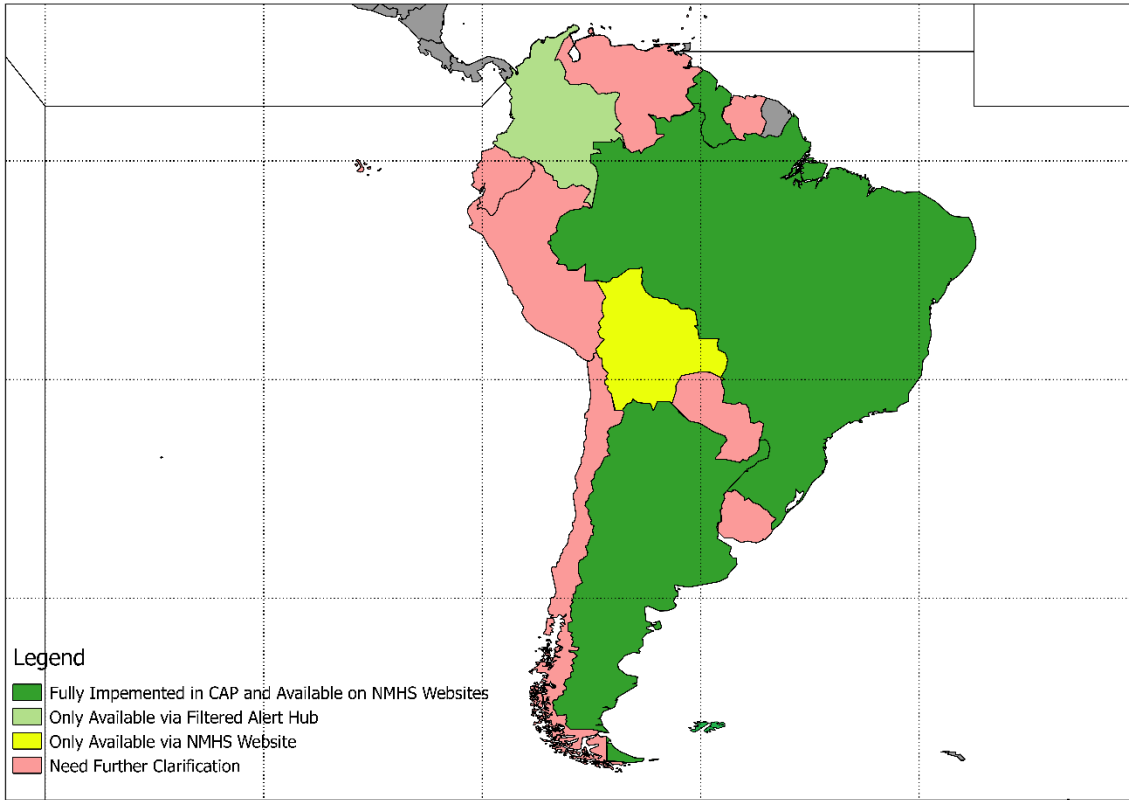 Legend
Fully Impemented in CAP and Available on NMHS Websites
Only Available via Filtered Alert Hub
Only Available via NMHS Website
Need Further Clarification